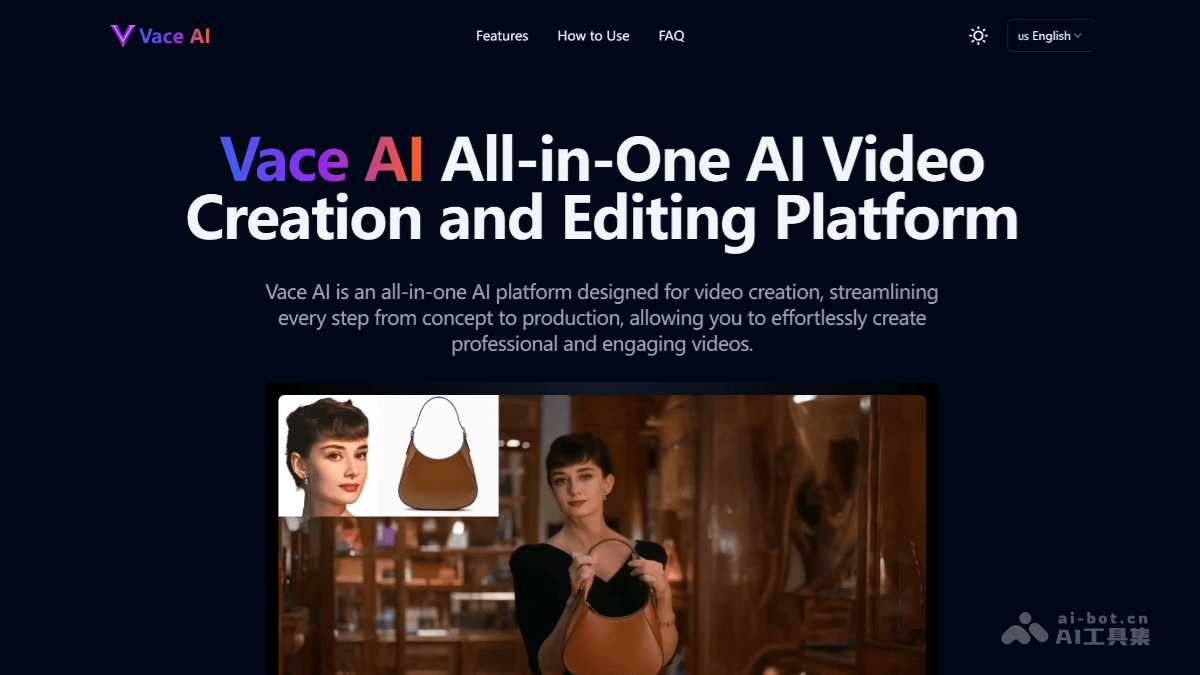 Vace AI
Features
How to Use
FAQ
us English
Vace AI All-in-One AI Video
Creation and Editing Platform
Vace AI is an all-in-one AI platform designed for video creation, streamlining
every step from concept to production, allowing you to effortlessly create
professional and engaging videos.
ai-bot.cn
AI工具集